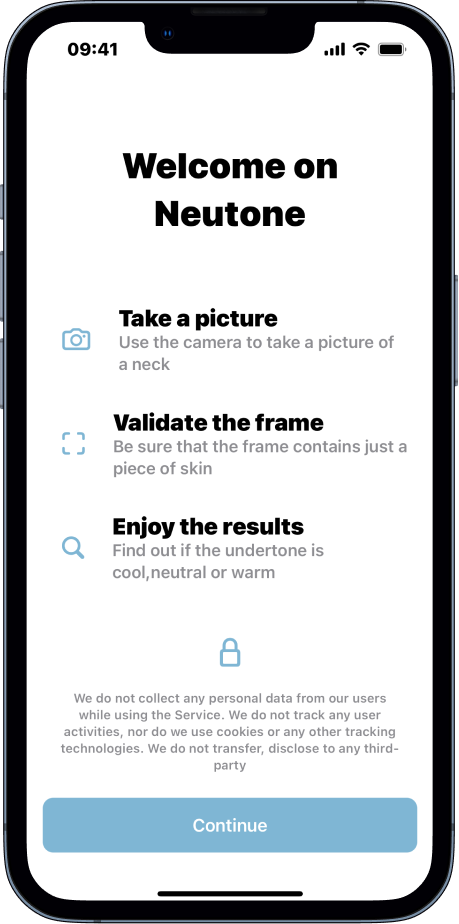 09:41
Welcome on
Neutone
Take a picture
Use the camera to take a picture of
a neck
Validate the frame
Be sure that the frame contains just a
piece of skin
Enjoy the results
Find out if the undertone is
cool,neutral or warm
We do not collect any personal data from our users
while using the Service. We do not track any user
activities, nor do we use cookies or any other tracking
technologies. We do not transfer, disclose to any third-
party
Continue